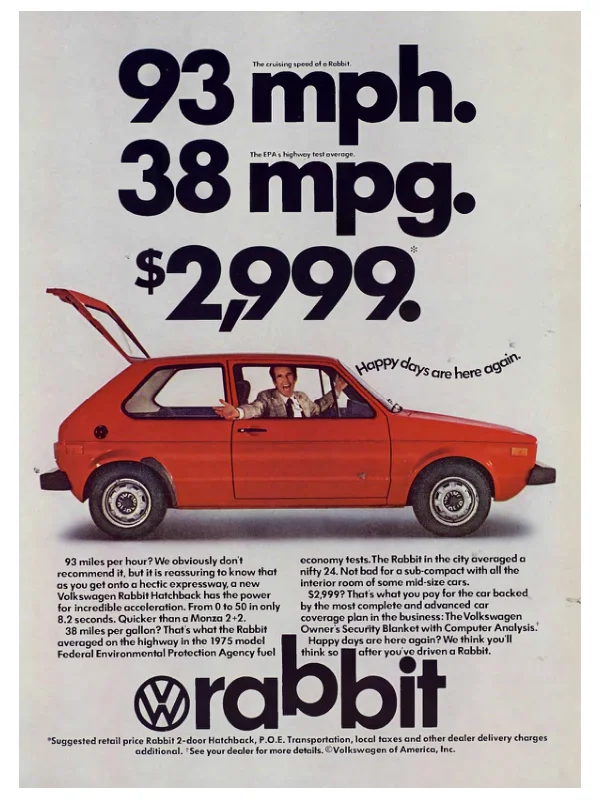 The cruising speed of a Rabbit.
93 mph.
The EPA's highway test average.
38 mpg.
$2,999.*
Happy days are here again.
93 miles per hour? We obviously don't
recommend it, but it is reassuring to know that
as you get onto a hectic expressway, a new
Volkswagen Rabbit Hatchback has the power
for incredible acceleration. From 0 to 50 in only
8.2 seconds. Quicker than a Monza 2+2.
38 miles per gallon? That's what the Rabbit
averaged on the highway in the 1975 model
Federal Environmental Protection Agency fuel
economy tests. The Rabbit in the city averaged a
nifty 24. Not bad for a sub-compact with all the
interior room of some mid-size cars.
$2,999? That's what you pay for the car backed
by the most complete and advanced car
coverage plan in the business: The Volkswagen
Owner's Security Blanket with Computer Analysis.†
Happy days are here again? We think you'll
think so after you've driven a Rabbit.
VW rabbit
*Suggested retail price Rabbit 2-door Hatchback, P.O.E. Transportation, local taxes and other dealer delivery charges
additional. †See your dealer for more details. ©Volkswagen of America, Inc.